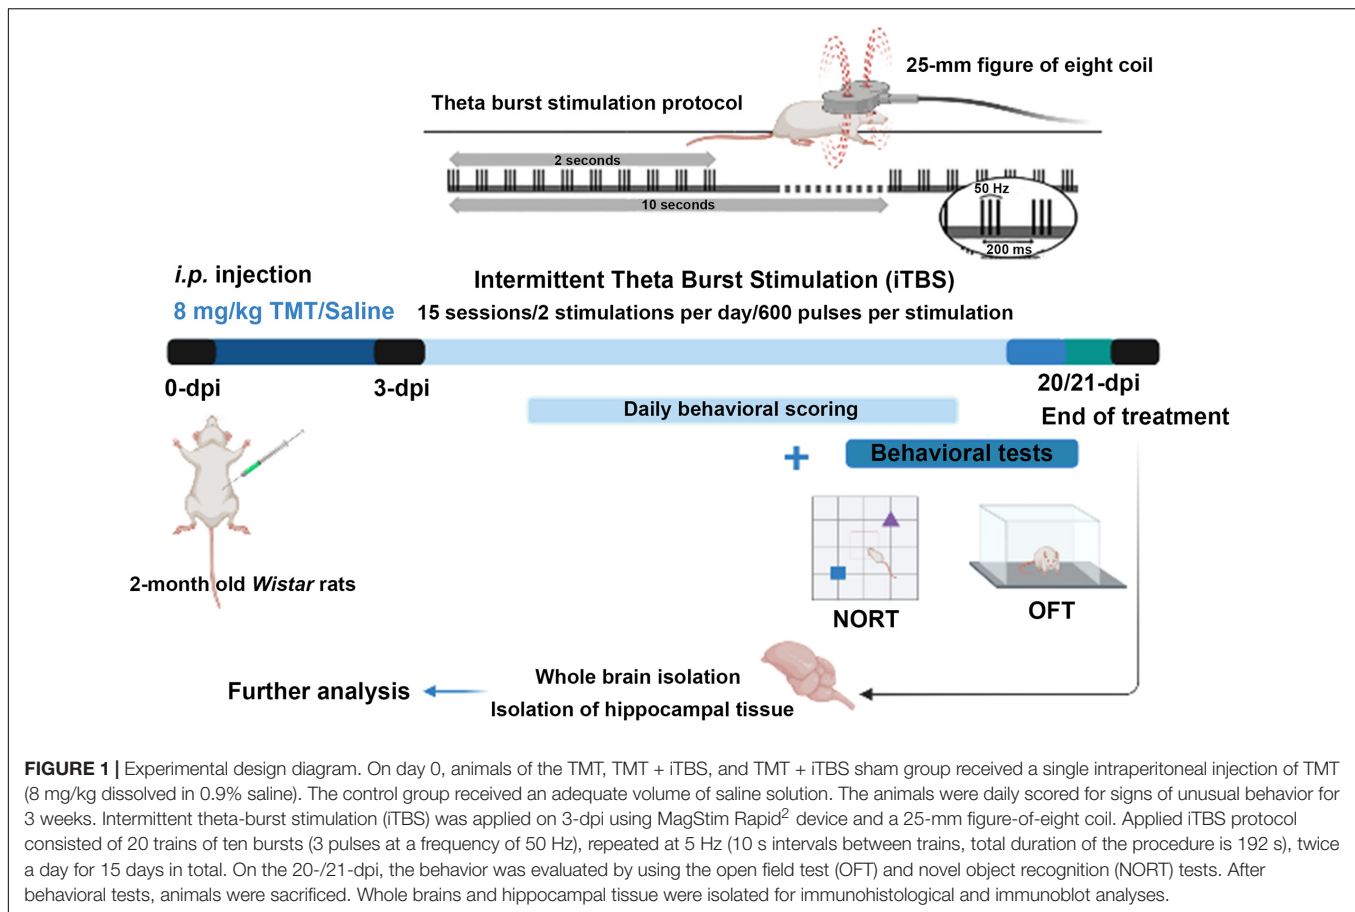 25-mm figure of eight coil
Theta burst stimulation protocol
2 seconds
10 seconds
50 Hz
200 ms
i.p. injection
8 mg/kg TMT/Saline
Intermittent Theta Burst Stimulation (iTBS)
15 sessions/2 stimulations per day/600 pulses per stimulation
0-dpi
3-dpi
20/21-dpi
End of treatment
Daily behavioral scoring
+
Behavioral tests
2-month old Wistar rats
NORT
OFT
Whole brain isolation
Isolation of hippocampal tissue
Further analysis
FIGURE 1 | Experimental design diagram. On day 0, animals of the TMT, TMT + iTBS, and TMT + iTBS sham group received a single intraperitoneal injection of TMT
(8 mg/kg dissolved in 0.9% saline). The control group received an adequate volume of saline solution. The animals were daily scored for signs of unusual behavior for
3 weeks. Intermittent theta-burst stimulation (iTBS) was applied on 3-dpi using MagStim Rapid² device and a 25-mm figure-of-eight coil. Applied iTBS protocol
consisted of 20 trains of ten bursts (3 pulses at a frequency of 50 Hz), repeated at 5 Hz (10 s intervals between trains, total duration of the procedure is 192 s), twice
a day for 15 days in total. On the 20-/21-dpi, the behavior was evaluated by using the open field test (OFT) and novel object recognition (NORT) tests. After
behavioral tests, animals were sacrificed. Whole brains and hippocampal tissue were isolated for immunohistological and immunoblot analyses.